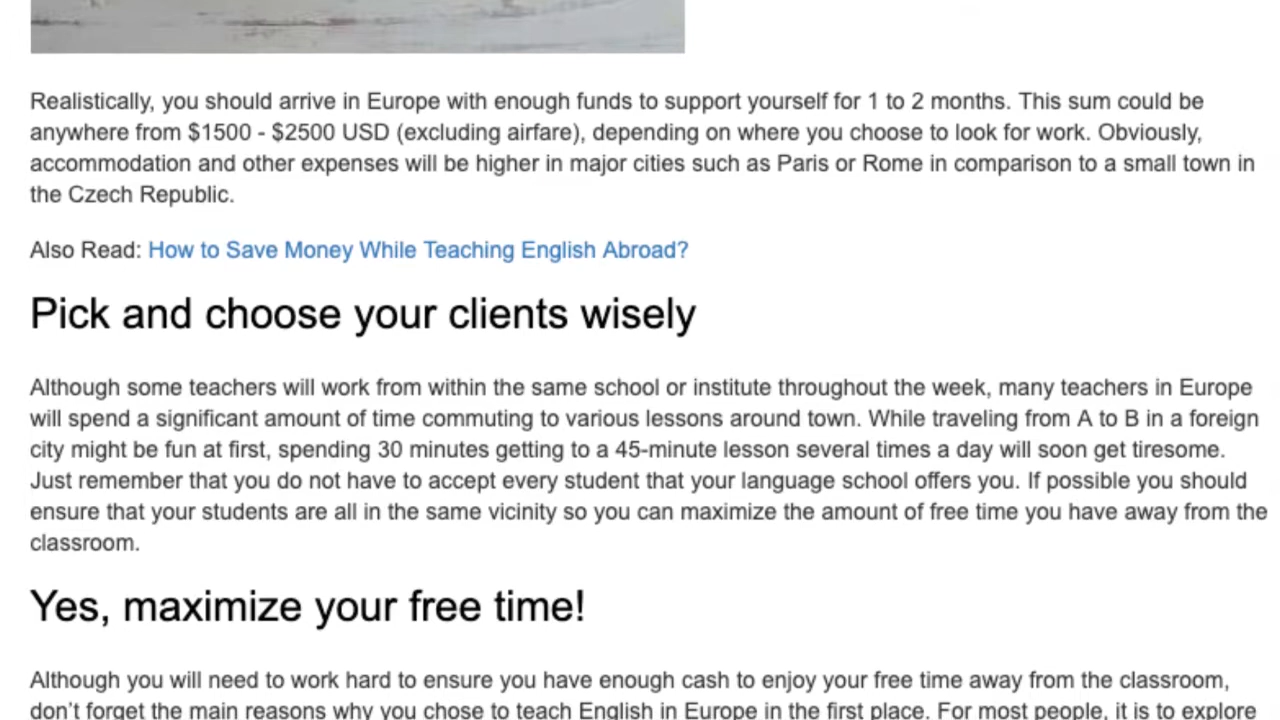 Realistically, you should arrive in Europe with enough funds to support yourself for 1 to 2 months. This sum could be
anywhere from $1500 - $2500 USD (excluding airfare), depending on where you choose to look for work. Obviously,
accommodation and other expenses will be higher in major cities such as Paris or Rome in comparison to a small town in
the Czech Republic.
Also Read: How to Save Money While Teaching English Abroad?
Pick and choose your clients wisely
Although some teachers will work from within the same school or institute throughout the week, many teachers in Europe
will spend a significant amount of time commuting to various lessons around town. While traveling from A to B in a foreign
city might be fun at first, spending 30 minutes getting to a 45-minute lesson several times a day will soon get tiresome.
Just remember that you do not have to accept every student that your language school offers you. If possible you should
ensure that your students are all in the same vicinity so you can maximize the amount of free time you have away from the
classroom.
Yes, maximize your free time!
Although you will need to work hard to ensure you have enough cash to enjoy your free time away from the classroom,
don't forget the main reasons why you chose to teach English in Europe in the first place. For most people, it is to explore